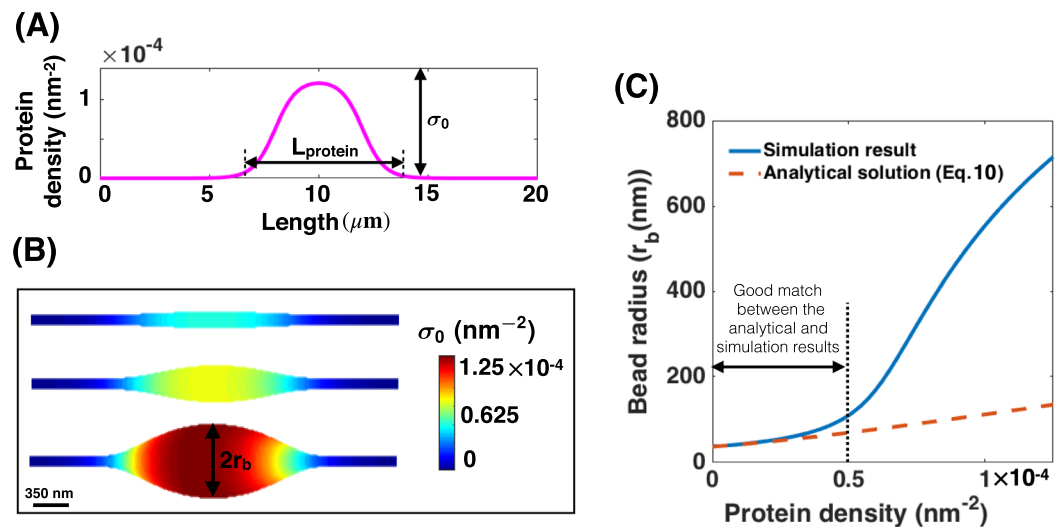 (A)
×10⁻⁴
Protein
density (nm⁻²)
1
0
L_protein
σ₀
0 5 10 15 20
Length(μm)
(B)
σ₀ (nm⁻²)
1.25 ×10⁻⁴
0.625
0
2r_b
350 nm
(C)
800
600
400
200
0
Bead radius (r_b(nm))
Simulation result
Analytical solution (Eq.10)
Good match
between the
analytical and
simulation results
0 0.5 1×10⁻⁴
Protein density (nm⁻²)